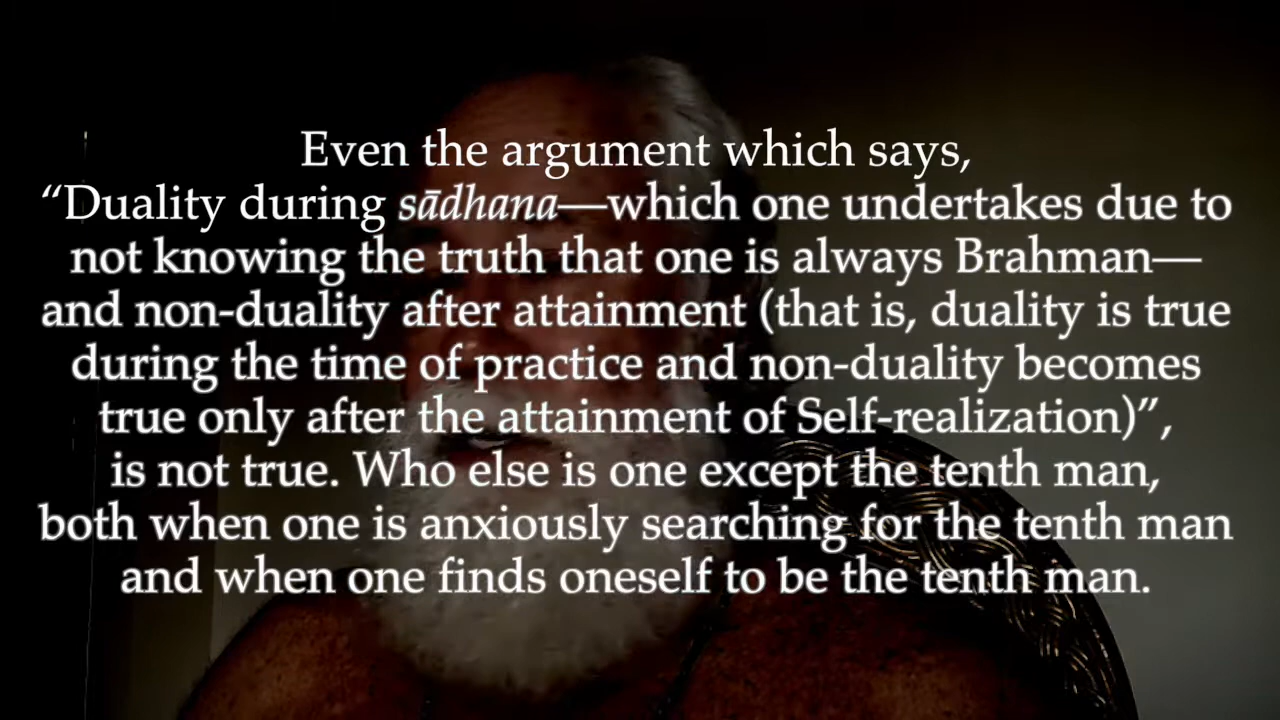 Even the argument which says,
“Duality during sādhana—which one undertakes due to
not knowing the truth that one is always Brahman—
and non-duality after attainment (that is, duality is true
during the time of practice and non-duality becomes
true only after the attainment of Self-realization)”,
is not true. Who else is one except the tenth man,
both when one is anxiously searching for the tenth man
and when one finds oneself to be the tenth man.